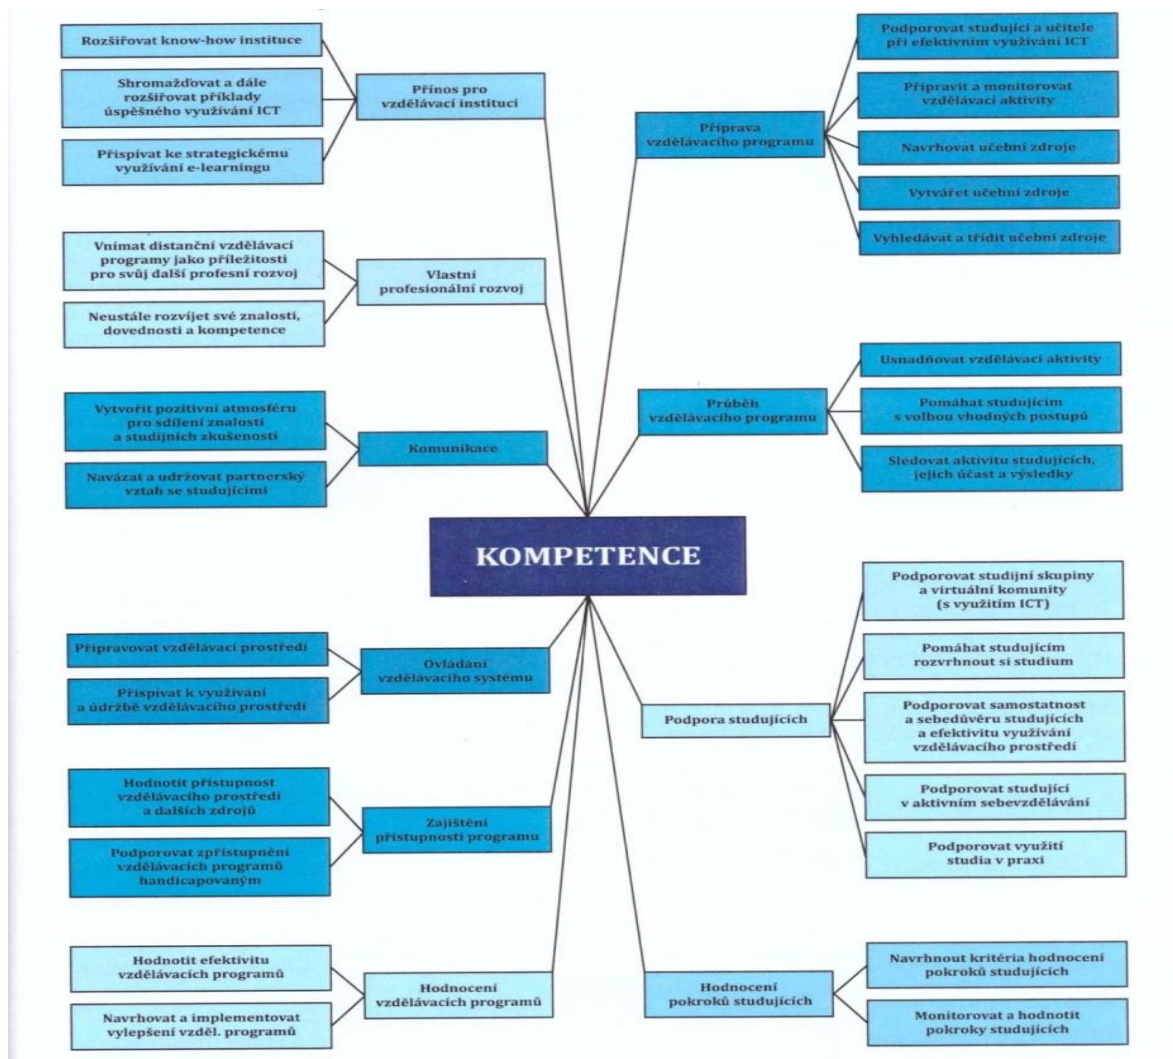 Rozšiřovat know-how instituce
Shromažďovat a dále
rozšiřovat příklady
úspěšného využívání ICT
Přispívat ke strategickému
využívání e-learningu
Přínos pro
vzdělávací instituci
Vnímat distanční vzdělávací
programy jako příležitosti
pro svůj další profesní rozvoj
Neustále rozvíjet své znalosti,
dovednosti a kompetence
Vlastní
profesionální rozvoj
Vytvořit pozitivní atmosféru
pro sdílení znalostí
a studijních zkušeností
Navázat a udržovat partnerský
vztah se studujícími
Komunikace
Podporovat studující a učitele
při efektivním využívání ICT
Připravit a monitorovat
vzdělávací aktivity
Navrhovat učební zdroje
Vytvářet učební zdroje
Vyhledávat a třídit učební zdroje
Příprava
vzdělávacího programu
Usnadňovat vzdělávací aktivity
Pomáhat studujícím
s volbou vhodných postupů
Sledovat aktivitu studujících,
jejich účast a výsledky
Průběh
vzdělávacího programu
KOMPETENCE
Připravovat vzdělávací prostředí
Přispívat k využívání
a údržbě vzdělávacího prostředí
Ovládání
vzdělávacího systému
Hodnotit přístupnost
vzdělávacího prostředí
a dalších zdrojů
Podporovat zpřístupnění
vzdělávacích programů
handicapovaným
Zajištění
přístupnosti programu
Hodnotit efektivitu
vzdělávacích programů
Navrhovat a implementovat
vylepšení vzděl. programů
Hodnocení
vzdělávacích programů
Podpora studujících
Podporovat studijní skupiny
a virtuální komunity
(s využitím ICT)
Pomáhat studujícím
rozvrhnout si studium
Podporovat samostatnost
a sebedůvěru studujících
a efektivitu využívání
vzdělávacího prostředí
Podporovat studující
v aktivním sebevzdělávání
Podporovat využití
studia v praxi
Hodnocení
pokroků studujících
Navrhnout kritéria hodnocení
pokroků studujících
Monitorovat a hodnotit
pokroky studujících